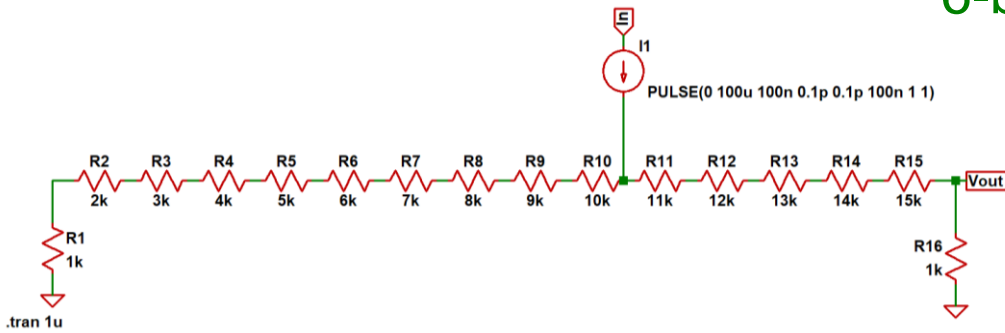 6-b
In
I1
PULSE(0 100u 100n 0.1p 0.1p 100n 1 1)
R2 R3 R4 R5 R6 R7 R8 R9 R10 R11 R12 R13 R14 R15
Vout
2k 3k 4k 5k 6k 7k 8k 9k 10k 11k 12k 13k 14k 15k
R1
1k
R16
1k
.tran 1u